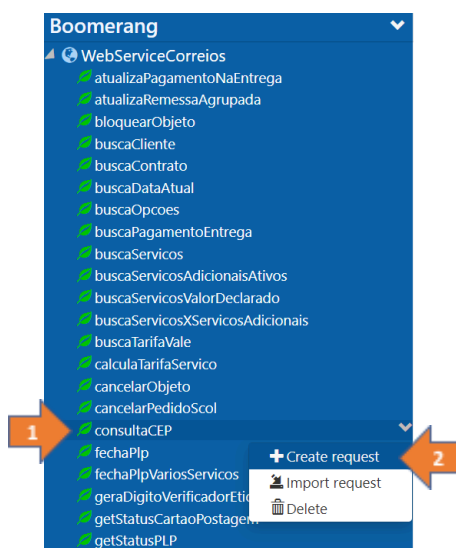 Boomerang
WebServiceCorreios
atualizaPagamentoNaEntrega
atualizaRemessaAgrupada
bloquearObjeto
buscaCliente
buscaContrato
buscaDataAtual
buscaOpcoes
buscaPagamentoEntrega
buscaServicos
buscaServicosAdicionaisAtivos
buscaServicosValorDeclarado
buscaServicosXServicosAdicionais
buscaTarifaVale
calculaTarifaServico
cancelarObjeto
cancelarPedidoScol
1 consultaCEP
fechaPlp
Create request 2
fechaPlpVariosServicos
Import request
geraDigitoVerificadorEtiq
Delete
getStatusCartaoPostagem
getStatusPLP